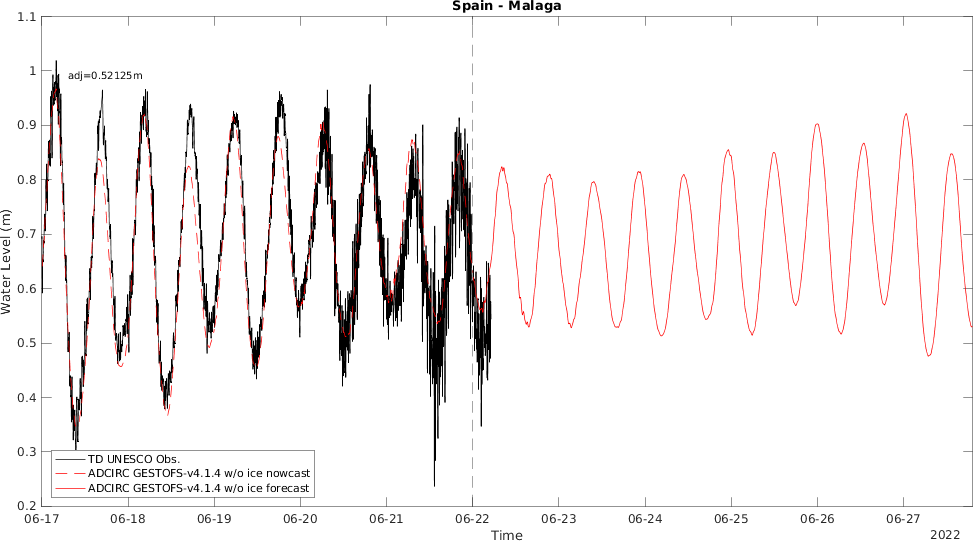 Spain - Malaga
1.1
1
0.9
0.8
0.7
0.6
0.5
0.4
0.3
0.2
Water Level (m)
adj=0.52125m
TD UNESCO Obs.
ADCIRC GESTOFS-v4.1.4 w/o ice nowcast
ADCIRC GESTOFS-v4.1.4 w/o ice forecast
06-17 06-18 06-19 06-20 06-21 06-22 06-23 06-24 06-25 06-26 06-27
Time
2022